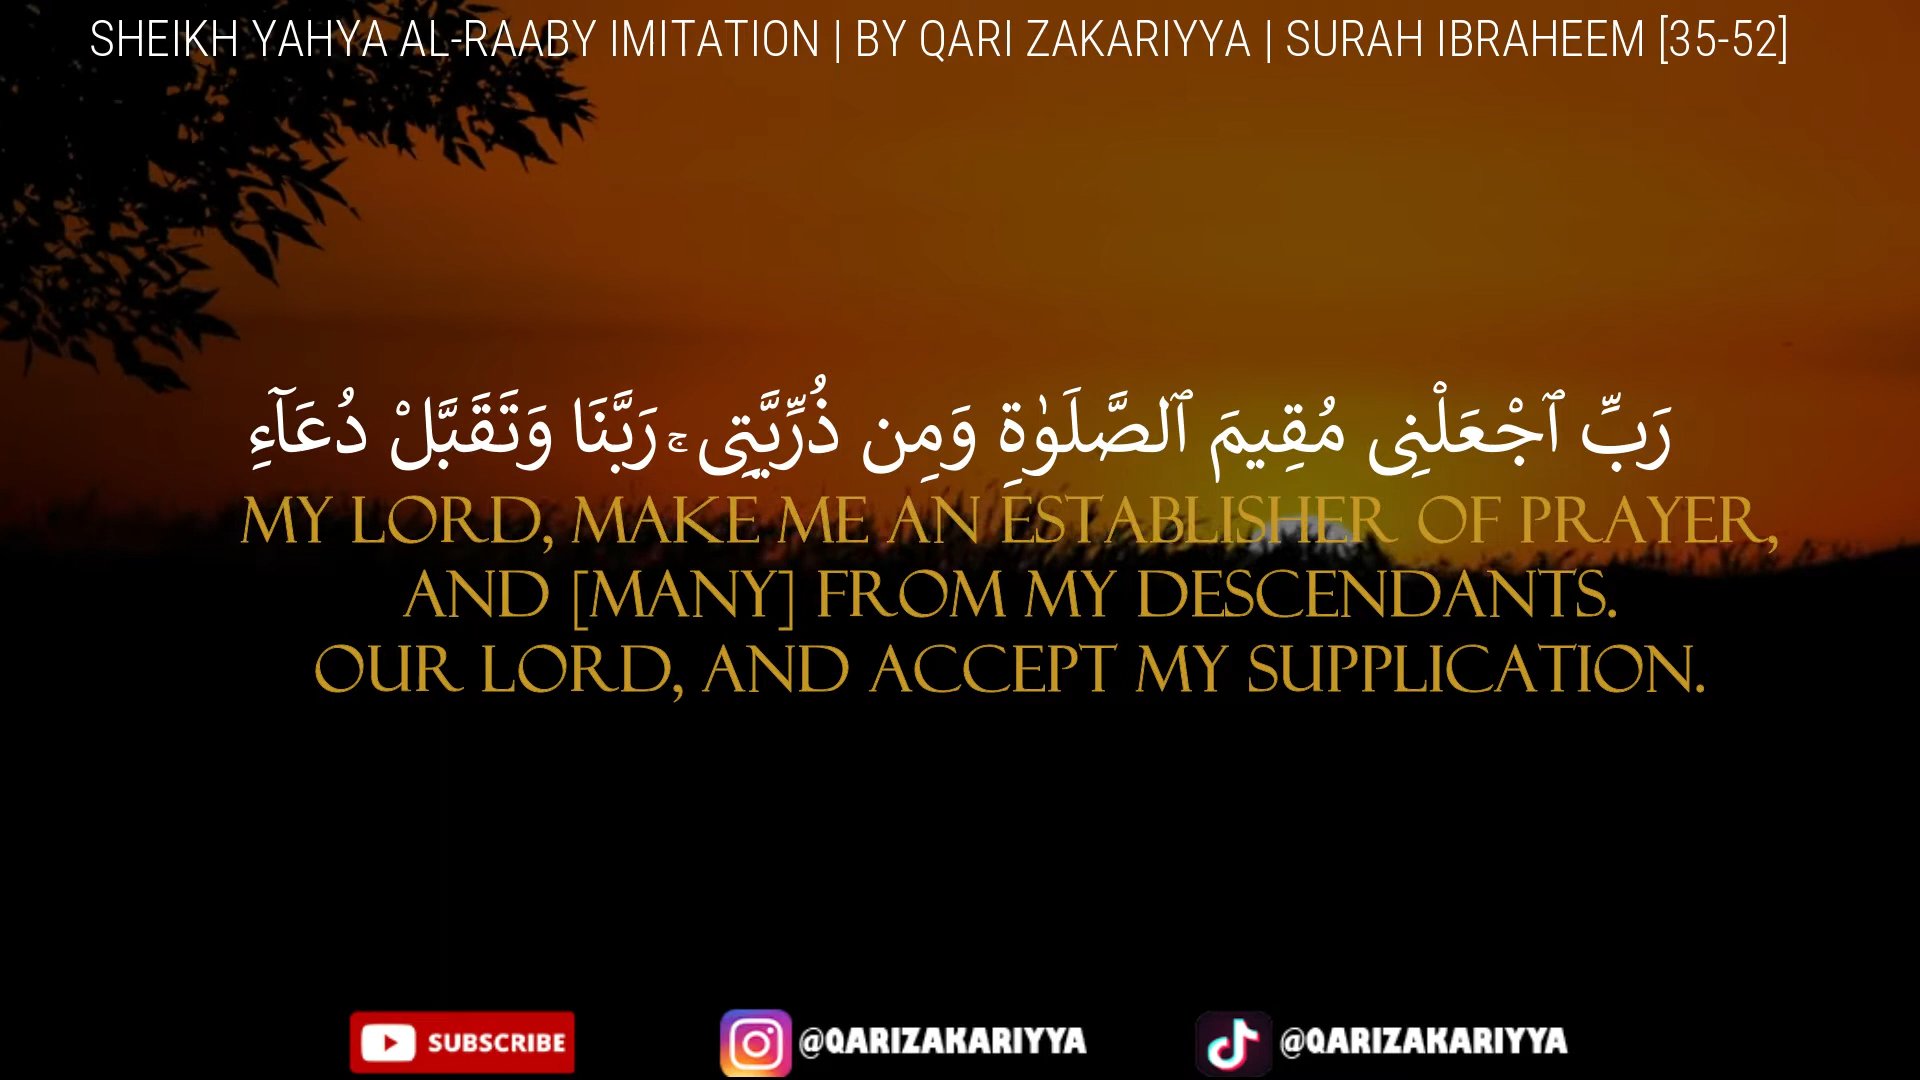 SHEIKH YAHYA AL-RAABY IMITATION | BY QARI ZAKARIYYA | SURAH IBRAHEEM [35-52]
رَبِّ ٱجْعَلْنِى مُقِيمَ ٱلصَّلَوٰةِ وَمِن ذُرِّيَّتِى ۚ رَبَّنَا وَتَقَبَّلْ دُعَآءِ
MY LORD, MAKE ME AN ESTABLISHER OF PRAYER,
AND [MANY] FROM MY DESCENDANTS.
OUR LORD, AND ACCEPT MY SUPPLICATION.
SUBSCRIBE @QARIZAKARIYYA @QARIZAKARIYYA